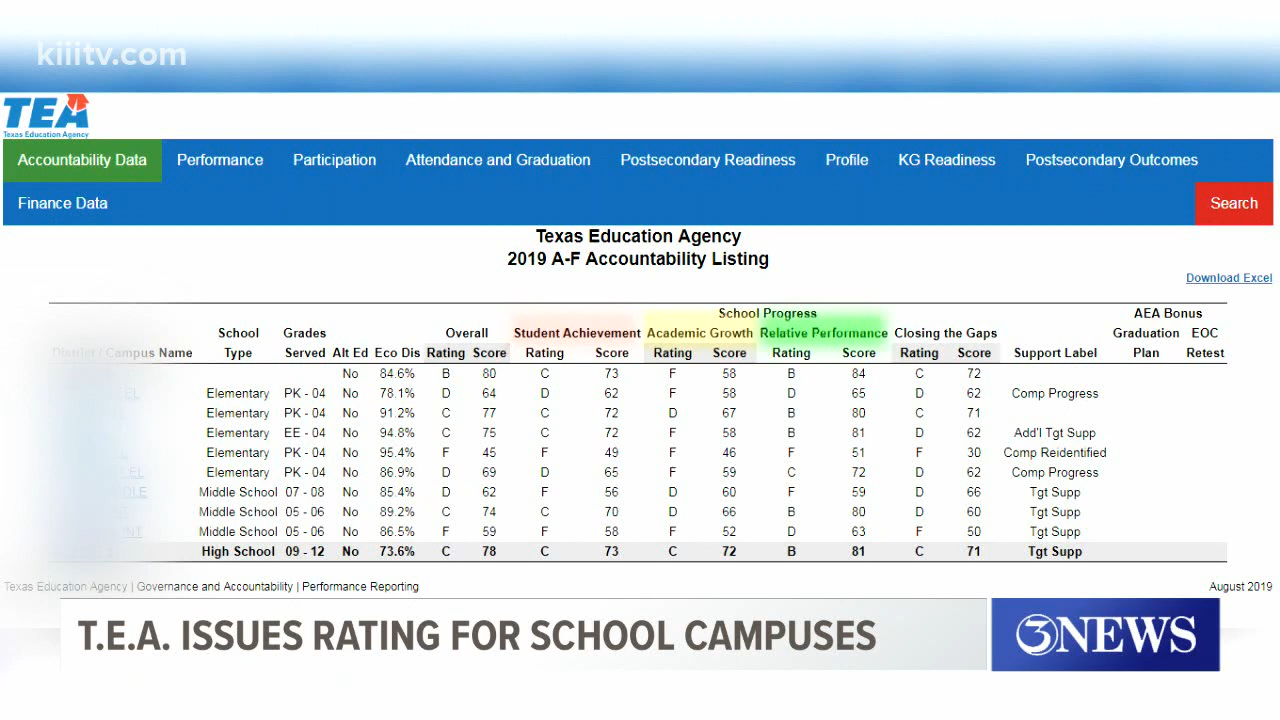 kiiitv.com
TEA
Texas Education Agency
Accountability Data Performance Participation Attendance and Graduation Postsecondary Readiness Profile KG Readiness Postsecondary Outcomes
Finance Data Search
Texas Education Agency
2019 A-F Accountability Listing
Download Excel
School Progress AEA Bonus
School Grades Overall Student Achievement Academic Growth Relative Performance Closing the Gaps Graduation EOC
District / Campus Name Type Served Alt Ed Eco Dis Rating Score Rating Score Rating Score Rating Score Rating Score Support Label Plan Retest
No 84.6% B 80 C 73 F 58 B 84 C 72
Elementary PK - 04 No 78.1% D 64 D 62 F 58 D 65 D 62 Comp Progress
Elementary PK - 04 No 91.2% C 77 C 72 D 67 B 80 C 71
Elementary EE - 04 No 94.8% C 75 C 72 F 58 B 81 D 62 Add'l Tgt Supp
Elementary PK - 04 No 95.4% F 45 F 49 F 46 F 51 F 30 Comp Reidentified
Elementary PK - 04 No 86.9% D 69 D 65 F 59 C 72 D 62 Comp Progress
Middle School 07 - 08 No 85.4% D 62 F 56 D 60 F 59 D 66 Tgt Supp
Middle School 05 - 06 No 89.2% C 74 C 70 D 66 B 80 D 60 Tgt Supp
Middle School 05 - 06 No 86.5% F 59 F 58 F 52 D 63 F 50 Tgt Supp
High School 09 - 12 No 73.6% C 78 C 73 C 72 B 81 C 71 Tgt Supp
Texas Education Agency | Governance and Accountability | Performance Reporting August 2019
T.E.A. ISSUES RATING FOR SCHOOL CAMPUSES
3NEWS